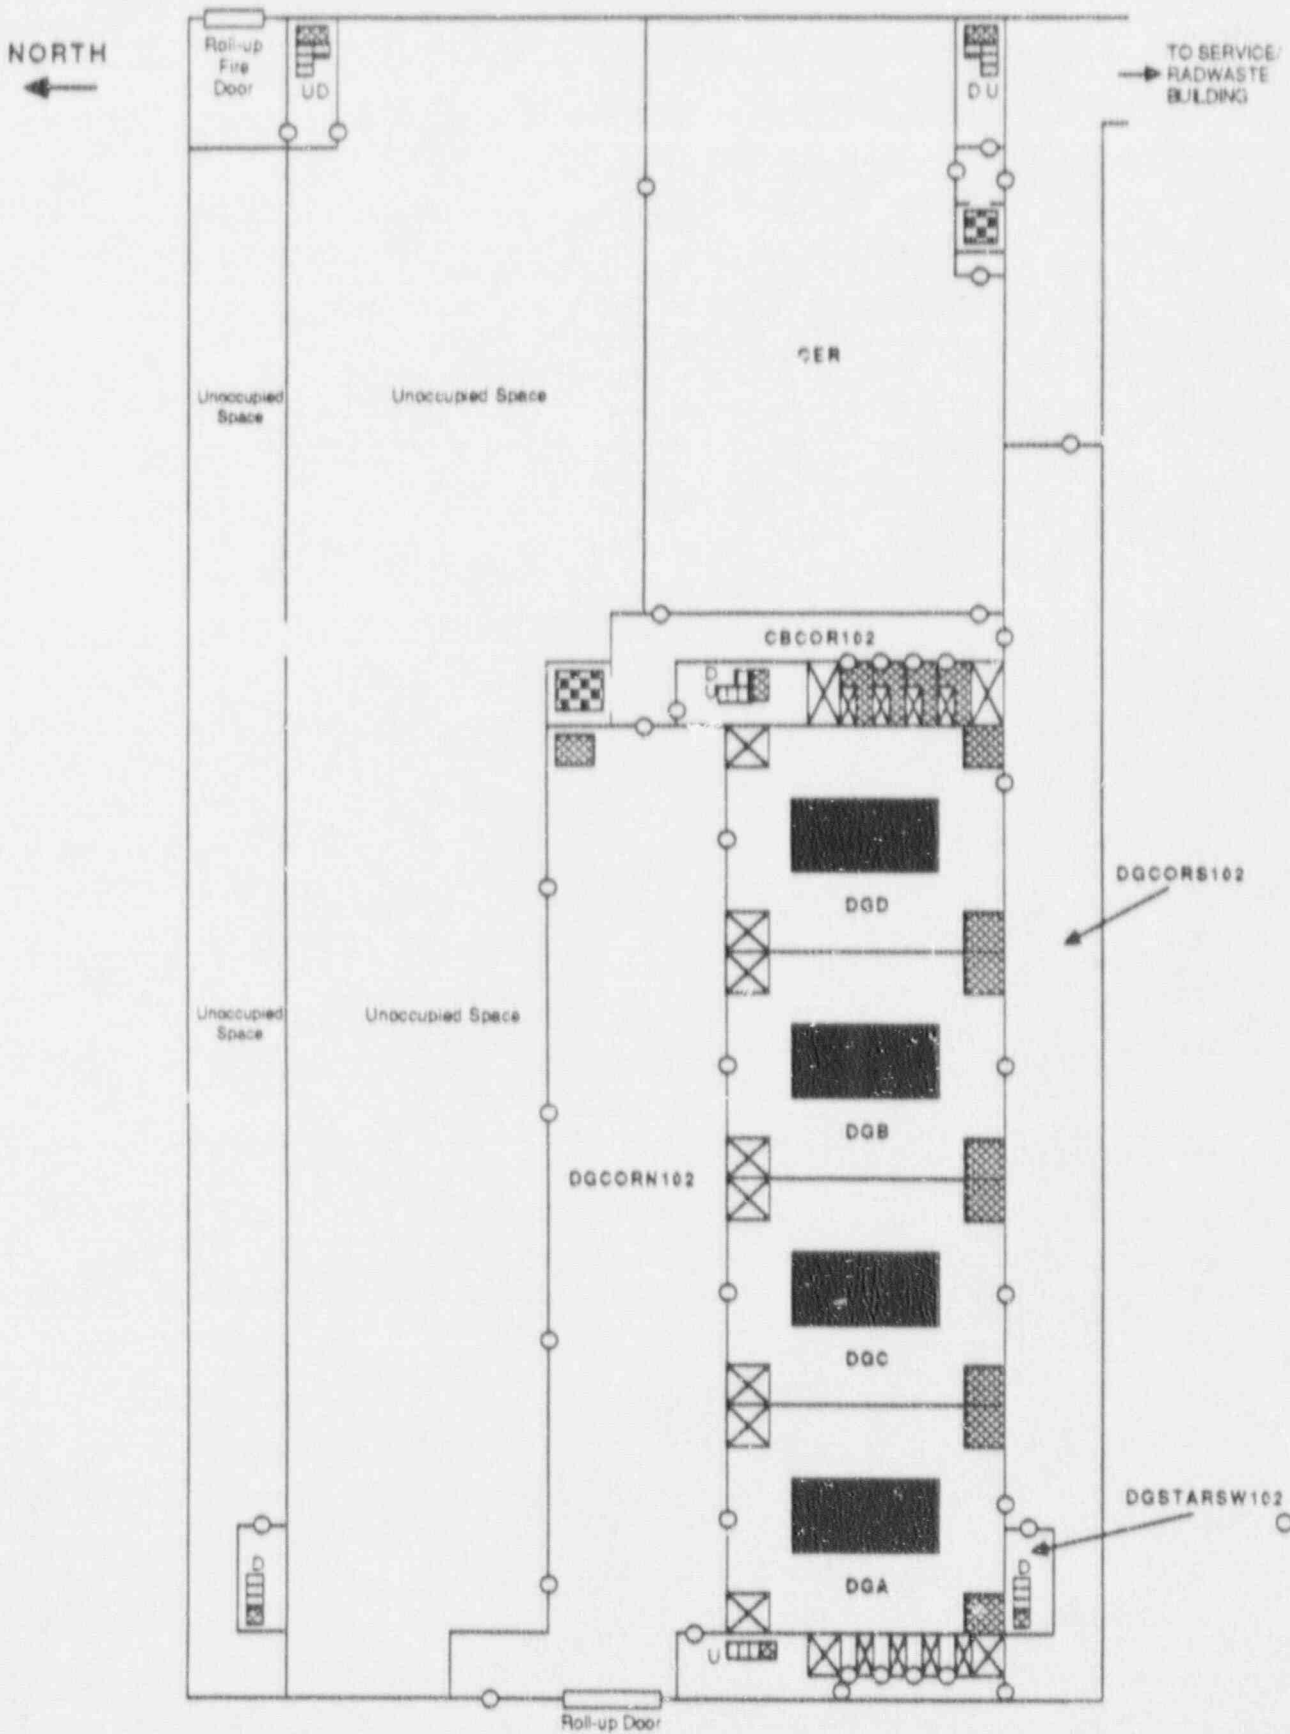 NORTH
Roll-up
Fire
Door
UD
D U
TO SERVICE/
RADWASTE
BUILDING
CER
Unoccupied
Space
Unoccupied Space
CBCOR102
D
U
DGCORS102
DGD
Unoccupied
Space
Unoccupied Space
DGB
DGCORN102
DGC
DGSTARSW102
D
D
DGA
U
Roll-up Door